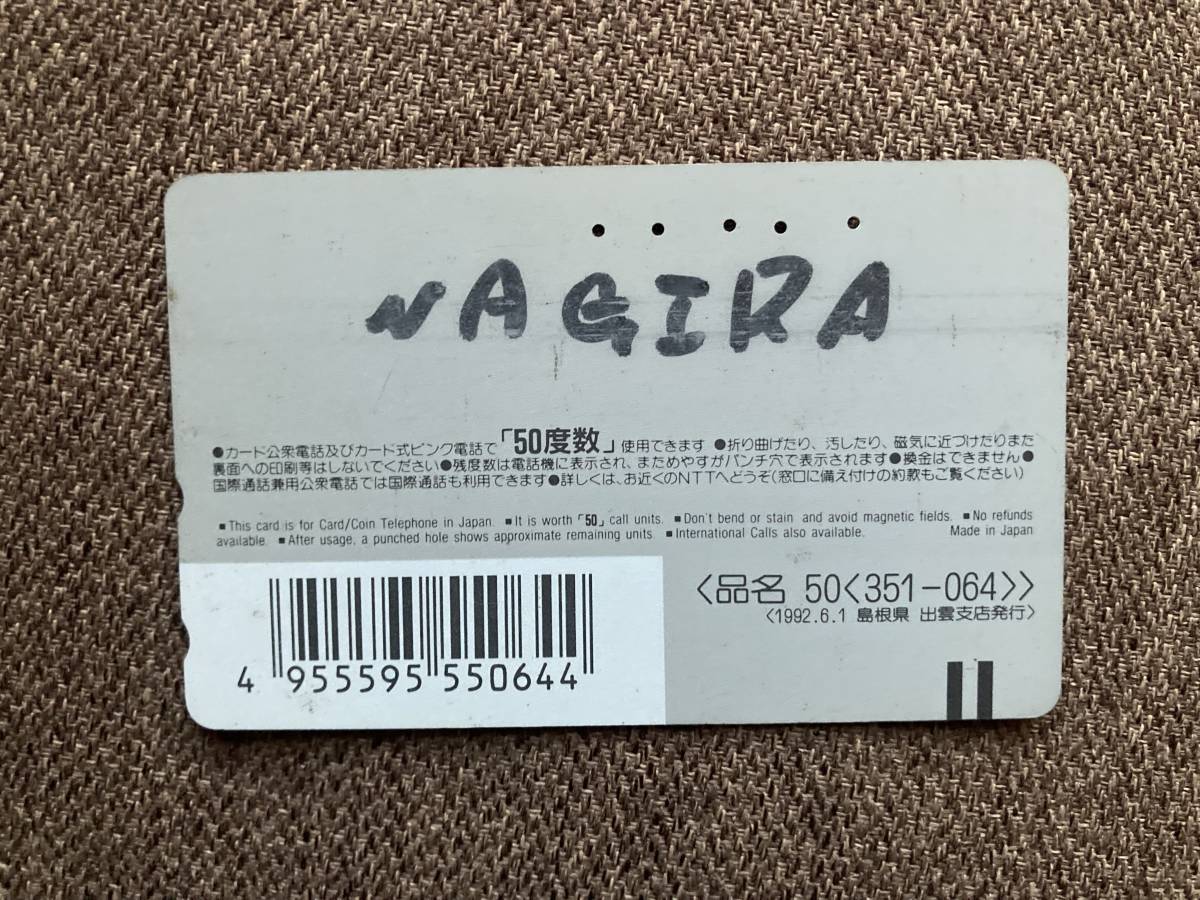 NAGIRA
●カード公衆電話及びカード式ピンク電話で「50度数」使用できます ●折り曲げたり、汚したり、磁気に近づけたりまた
裏面への印刷等はしないでください●残度数は電話機に表示され、まためやすがパンチ穴で表示されます●換金はできません●
国際通話兼用公衆電話では国際通話も利用できます●詳しくは、お近くのNTTへどうぞ(窓口に備え付けの約款もご覧ください)
■This card is for Card/Coin Telephone in Japan. ■It is worth「50」call units. ■Don't bend or stain and avoid magnetic fields. ■No refunds
available. ■After usage, a punched hole shows approximate remaining units. ■International Calls also available. Made in Japan
〈品名 50〈351-064〉〉
〈1992.6.1 島根県 出雲支店発行〉
4 955595 550644